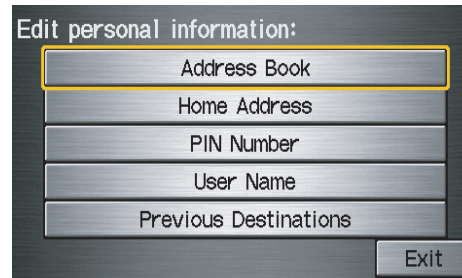 Edit personal information:
Address Book
Home Address
PIN Number
User Name
Previous Destinations
Exit